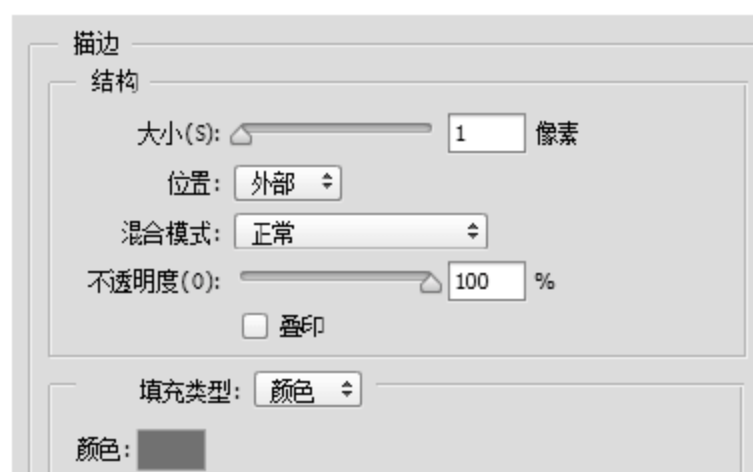 描边
结构
大小(S): 1 像素
位置: 外部
混合模式: 正常
不透明度(O): 100 %
叠印
填充类型: 颜色
颜色: